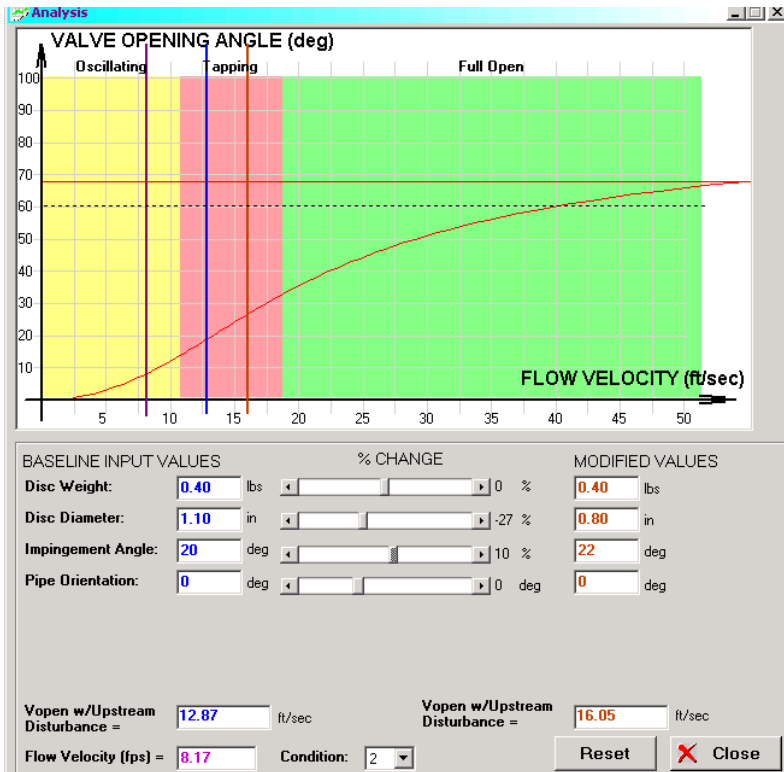 Analysis
VALVE OPENING ANGLE (deg)
Oscillating Tapping Full Open
100
90
80
70
60
50
40
30
20
10
FLOW VELOCITY (ft/sec)
5 10 15 20 25 30 35 40 45 50
BASELINE INPUT VALUES % CHANGE MODIFIED VALUES
Disc Weight: 0.40 lbs 0 % 0.40 lbs
Disc Diameter: 1.10 in -27 % 0.80 in
Impingement Angle: 20 deg 10 % 22 deg
Pipe Orientation: 0 deg 0 deg 0 deg
Vopen w/Upstream
Disturbance = 12.87 ft/sec
Vopen w/Upstream
Disturbance = 16.05 ft/sec
Flow Velocity (fps) = 8.17 Condition: 2 Reset Close